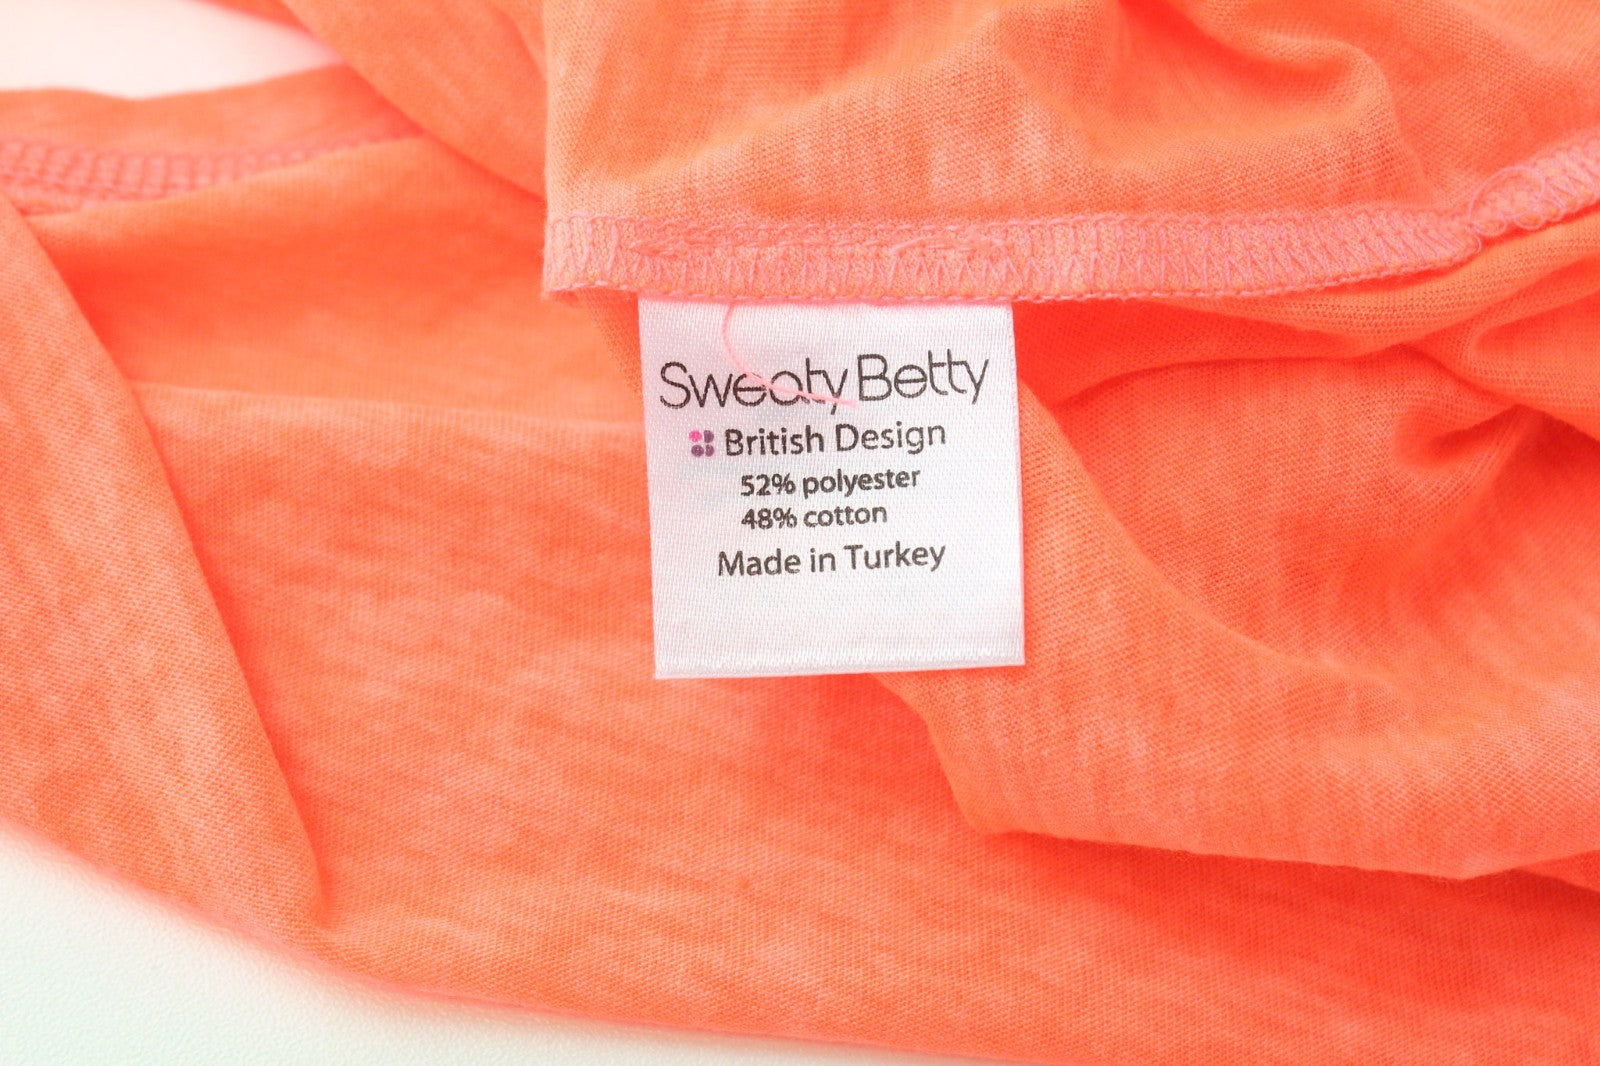 Sweaty Betty
British Design
52% polyester
48% cotton
Made in Turkey